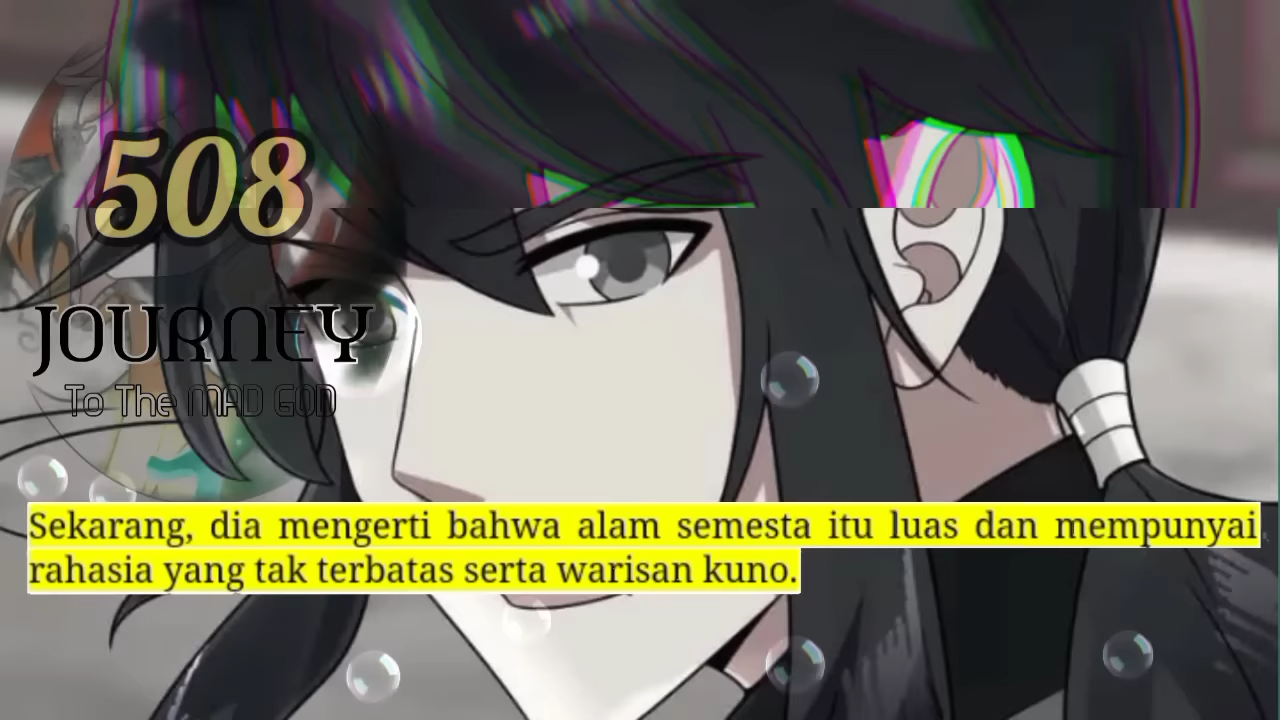 508
JOURNEY
To The MAD GOD
Sekarang, dia mengerti bahwa alam semesta itu luas dan mempunyai
rahasia yang tak terbatas serta warisan kuno.